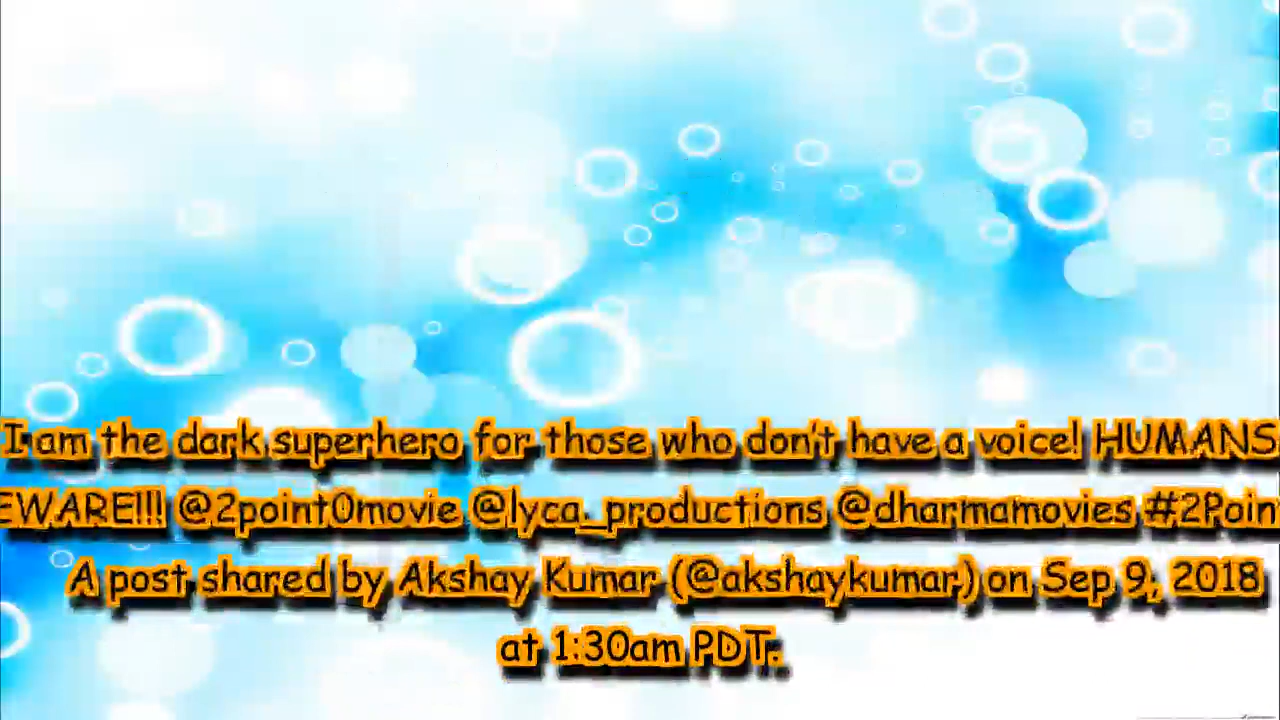 I am the dark superhero for those who don't have a voice! HUMANS
EWARE!!! @2point0movie @lyca_productions @dharmamovies #2Poin
A post shared by Akshay Kumar (@akshaykumar) on Sep 9, 2018
at 1:30am PDT.